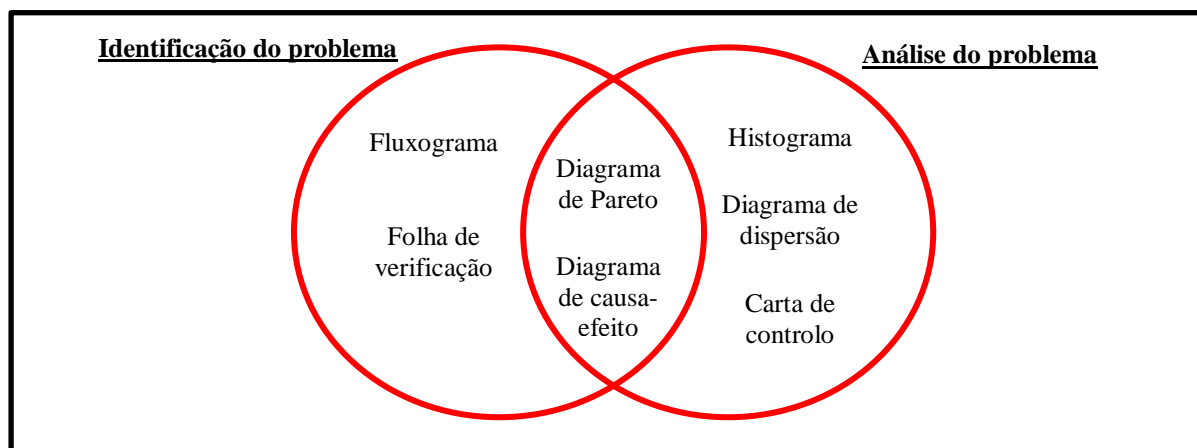 Identificação do problema
Análise do problema
Fluxograma
Folha de
verificação
Diagrama
de Pareto
Diagrama
de causa-
efeito
Histograma
Diagrama de
dispersão
Carta de
controlo